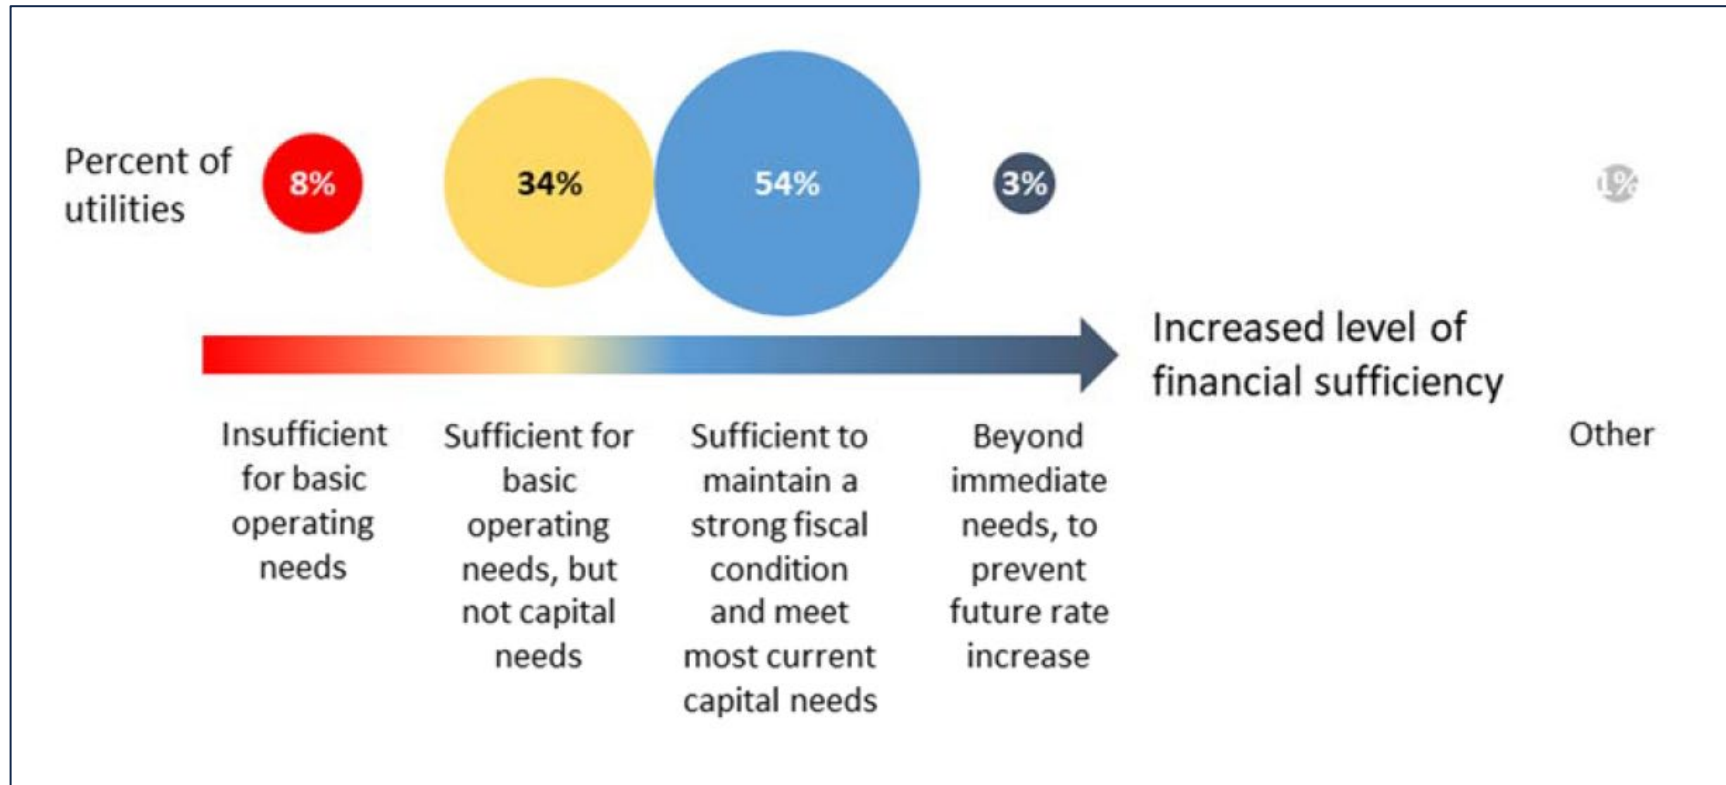 Percent of
utilities
8%
34%
54%
3%
1%
Increased level of
financial sufficiency
Insufficient
for basic
operating
needs
Sufficient for
basic
operating
needs, but
not capital
needs
Sufficient to
maintain a
strong fiscal
condition
and meet
most current
capital needs
Beyond
immediate
needs, to
prevent
future rate
increase
Other